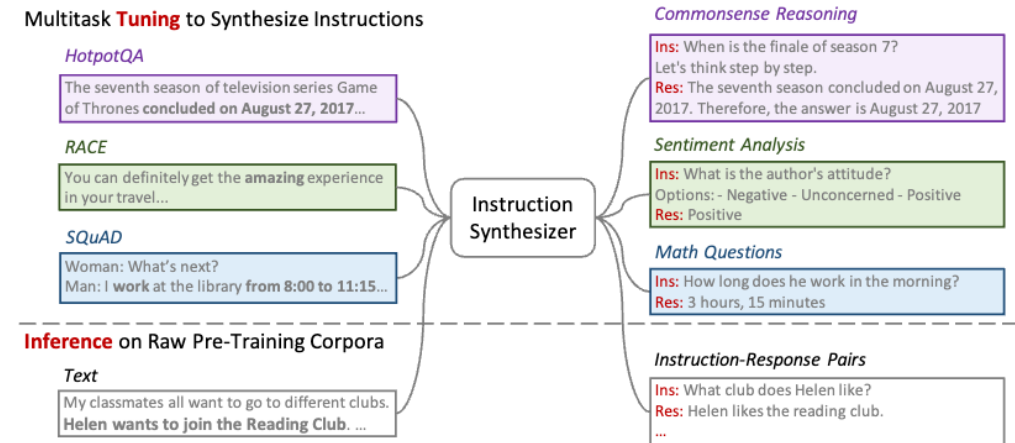 Multitask Tuning to Synthesize Instructions
HotpotQA
The seventh season of television series Game
of Thrones concluded on August 27, 2017...
RACE
You can definitely get the amazing experience
in your travel...
SQuAD
Woman: What's next?
Man: I work at the library from 8:00 to 11:15...
Instruction
Synthesizer
Commonsense Reasoning
Ins: When is the finale of season 7?
Let's think step by step.
Res: The seventh season concluded on August 27,
2017. Therefore, the answer is August 27, 2017
Sentiment Analysis
Ins: What is the author's attitude?
Options: - Negative - Unconcerned - Positive
Res: Positive
Math Questions
Ins: How long does he work in the morning?
Res: 3 hours, 15 minutes
Inference on Raw Pre-Training Corpora
Text
My classmates all want to go to different clubs.
Helen wants to join the Reading Club. ...
Instruction-Response Pairs
Ins: What club does Helen like?
Res: Helen likes the reading club.
...